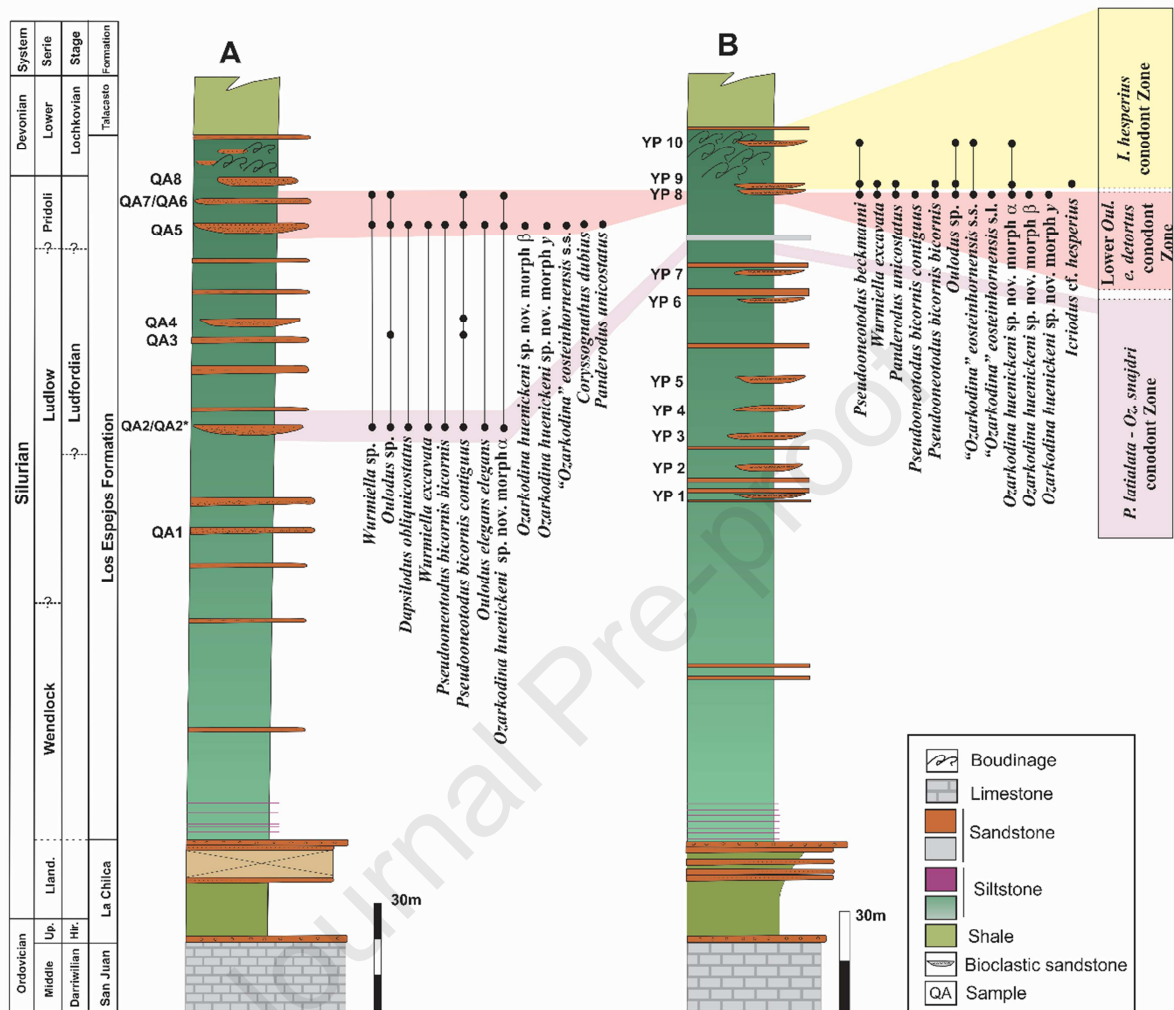 System
Serie
Stage
Formation
Devonian
Lower
Lochkovian
Talacasto
Silurian
Pridoli
?
?
Ludlow
Ludfordian
?
?
Wendlock
Los Espejos Formation
Lland.
La Chilca
Ordovician
Up.
Hir.
Middle
Darriwilian
San Juan
A
QA8
QA7/QA6
QA5
QA4
QA3
QA2/QA2*
QA1
Wurmiella sp.
Oulodus sp.
Dapsilodus obliquicostatus
Wurmiella excavata
Pseudooneotodus bicornis bicornis
Pseudooneotodus bicornis contiguus
Oulodus elegans elegans
Ozarkodina huenickeni sp. nov. morph α
Ozarkodina huenickeni sp. nov. morph β
Ozarkodina huenickeni sp. nov. morph γ
"Ozarkodina" eosteinhornensis s.s.
Coryssognathus dubius
Panderodus unicostatus
30m
B
YP 10
YP 9
YP 8
YP 7
YP 6
YP 5
YP 4
YP 3
YP 2
YP 1
Pseudooneotodus beckmanni
Wurmiella excavata
Panderodus unicostatus
Pseudoneotodus bicornis contiguus
Pseudooneotodus bicornis bicornis
Oulodus sp.
"Ozarkodina" eosteinhornensis s.s.
"Ozarkodina" eosteinhornensis s.l.
Ozarkodina huenickeni sp. nov. morph α
Ozarkodina huenickeni sp. nov. morph β
Ozarkodina huenickeni sp. nov. morph γ
Icriodus cf. hesperius
30m
I. hesperius
conodont Zone
Lower Oul.
e. detortus
conodont
Zone
P. latialata - Oz. snajdri
conodont Zone
Boudinage
Limestone
Sandstone
Siltstone
Shale
Bioclastic sandstone
QA Sample
Journal Pre-proof